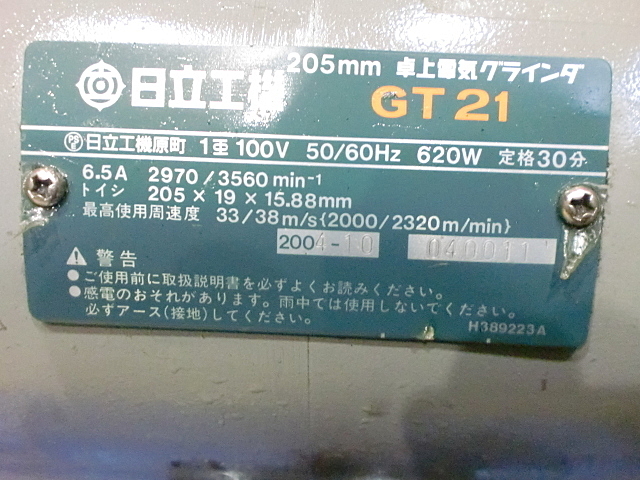 205mm 卓上電気グラインダ
日立工機 GT 21
PSE 日立工機原町 1亜 100V 50/60Hz 620W 定格30分
6.5A 2970/3560 min⁻¹
トイシ 205×19×15.88mm
最高使用周速度 33/38m/s{2000/2320m/min}
2004-10 040011
警告
●ご使用前に取扱説明書を必ずよくお読みください。
●感電のおそれがあります。雨中では使用しないでください。
必ずアース(接地)してください。
H389223A